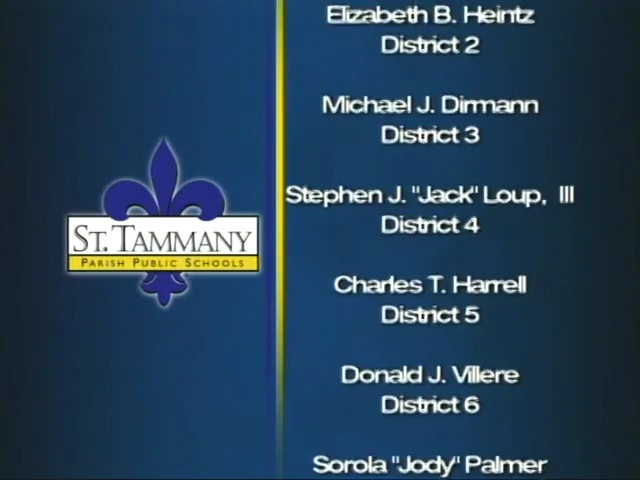 Elizabeth B. Heintz
District 2
Michael J. Dirmann
District 3
Stephen J. "Jack" Loup, III
District 4
Charles T. Harrell
District 5
Donald J. Villere
District 6
Sorola "Jody" Palmer
ST. TAMMANY
PARISH PUBLIC SCHOOLS